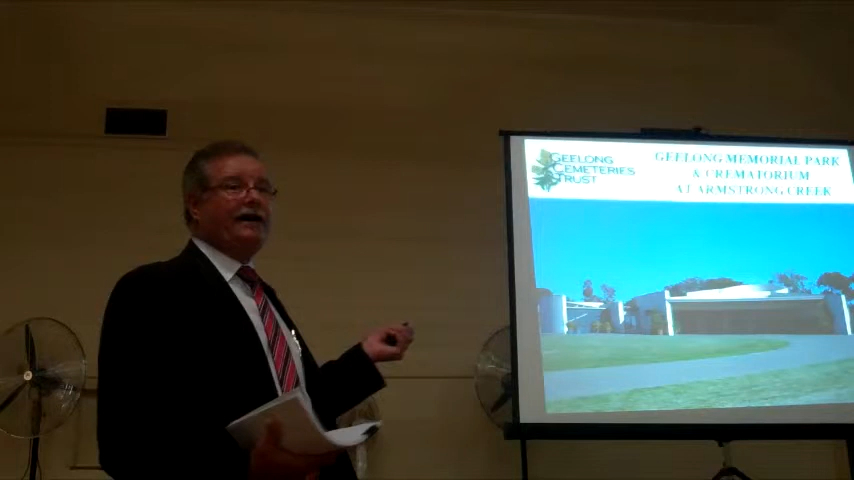 GEELONG
CEMETERIES
TRUST
GEELONG MEMORIAL PARK
& CREMATORIUM
AT ARMSTRONG CREEK